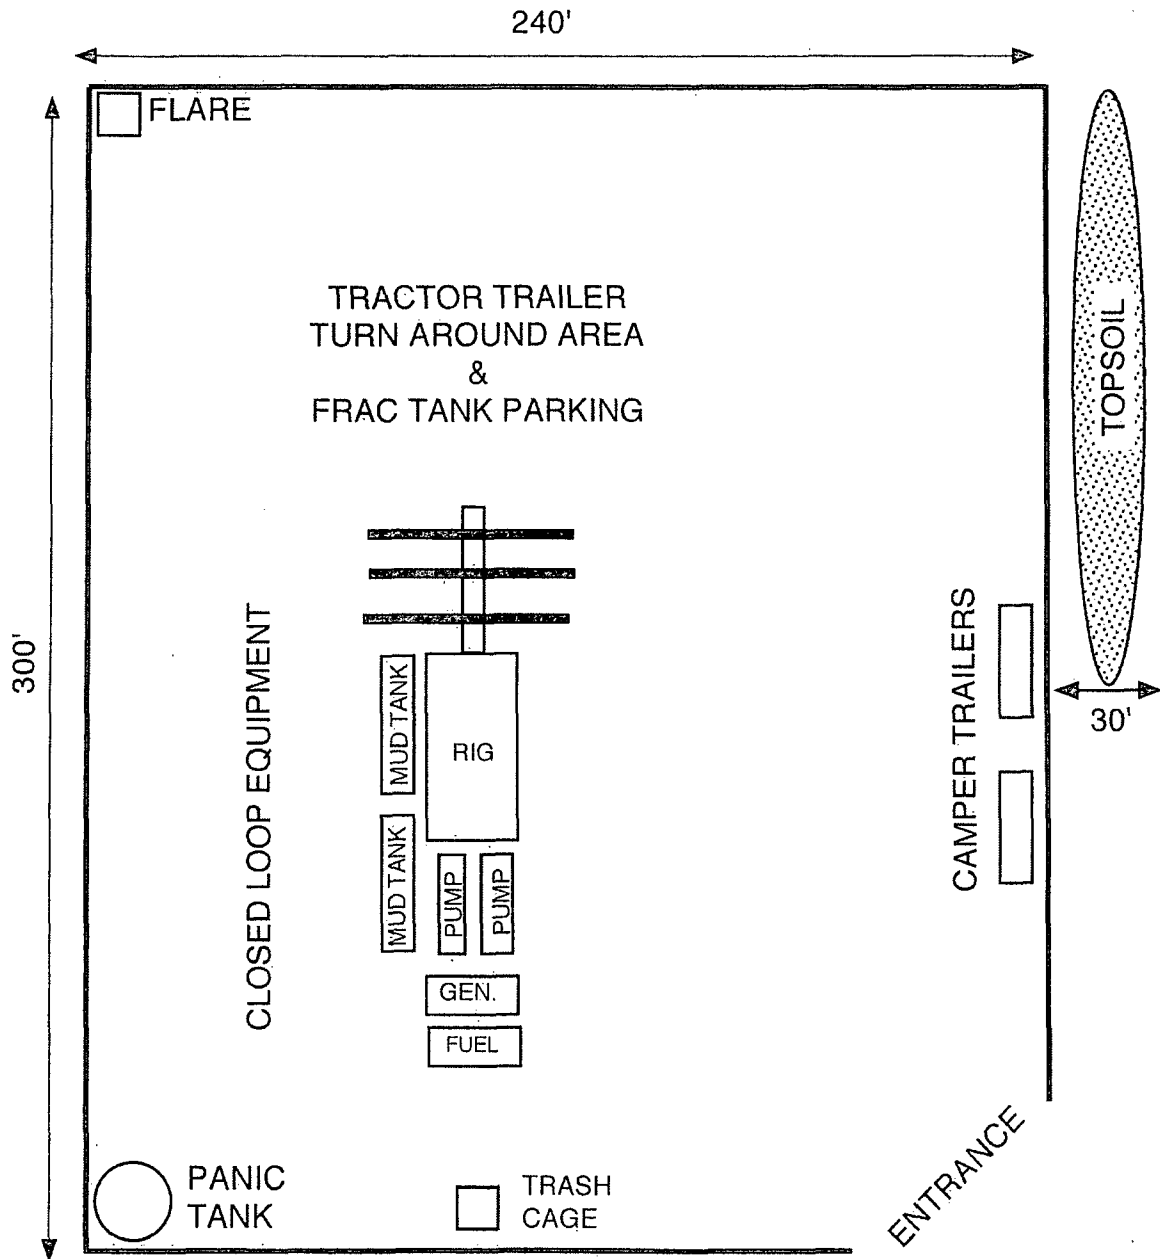 240'
FLARE
TRACTOR TRAILER
TURN AROUND AREA
&
FRAC TANK PARKING
TOPSOIL
300'
CLOSED LOOP EQUIPMENT
MUD TANK
RIG
CAMPER TRAILERS
30'
MUD TANK
PUMP
PUMP
GEN.
FUEL
ENTRANCE
PANIC
TANK
TRASH
CAGE